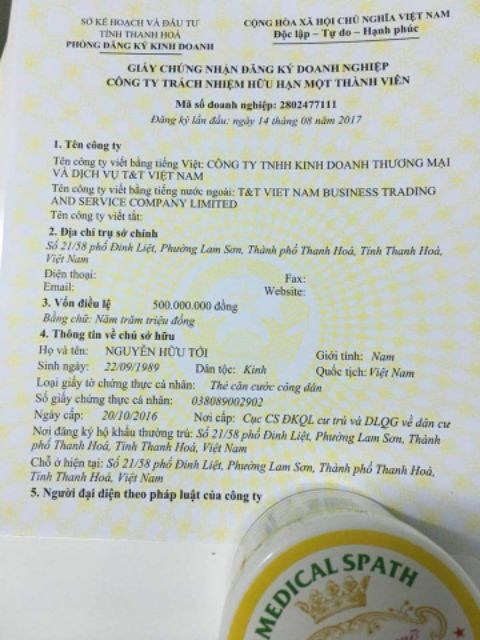 SỞ KẾ HOẠCH VÀ ĐẦU TƯ
TỈNH THANH HOÁ
PHÒNG ĐĂNG KÝ KINH DOANH
CỘNG HÒA XÃ HỘI CHỦ NGHĨA VIỆT NAM
Độc lập – Tự do – Hạnh phúc
GIẤY CHỨNG NHẬN ĐĂNG KÝ DOANH NGHIỆP
CÔNG TY TRÁCH NHIỆM HỮU HẠN MỘT THÀNH VIÊN
Mã số doanh nghiệp: 2802477111
Đăng ký lần đầu: ngày 14 tháng 08 năm 2017
1. Tên công ty
Tên công ty viết bằng tiếng Việt: CÔNG TY TNHH KINH DOANH THƯƠNG MẠI
VÀ DỊCH VỤ T&T VIỆT NAM
Tên công ty viết bằng tiếng nước ngoài: T&T VIET NAM BUSINESS TRADING
AND SERVICE COMPANY LIMITED
Tên công ty viết tắt:
2. Địa chỉ trụ sở chính
Số 21/58 phố Đinh Liệt, Phường Lam Sơn, Thành phố Thanh Hoá, Tỉnh Thanh Hoá,
Việt Nam
Điện thoại: Fax:
Email: Website:
3. Vốn điều lệ 500.000.000 đồng
Bằng chữ: Năm trăm triệu đồng
4. Thông tin về chủ sở hữu
Họ và tên: NGUYỄN HỮU TỚI Giới tính: Nam
Sinh ngày: 22/09/1989 Dân tộc: Kinh Quốc tịch: Việt Nam
Loại giấy tờ chứng thực cá nhân: Thẻ căn cước công dân
Số giấy chứng thực cá nhân: 038089002902
Ngày cấp: 20/10/2016 Nơi cấp: Cục CS ĐKQL cư trú và DLQG về dân cư
Nơi đăng ký hộ khẩu thường trú: Số 21/58 phố Đinh Liệt, Phường Lam Sơn, Thành
phố Thanh Hoá, Tỉnh Thanh Hoá, Việt Nam
Chỗ ở hiện tại: Số 21/58 phố Đinh Liệt, Phường Lam Sơn, Thành phố Thanh Hoá,
Tỉnh Thanh Hoá, Việt Nam
5. Người đại diện theo pháp luật của công ty
MEDICAL SPATH